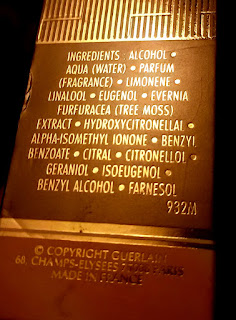 INGREDIENTS : ALCOHOL •
AQUA (WATER) • PARFUM
(FRAGRANCE) • LIMONENE •
LINALOOL • EUGENOL • EVERNIA
FURFURACEA (TREE MOSS)
EXTRACT • HYDROXYCITRONELLAL •
ALPHA-ISOMETHYL IONONE • BENZYL
BENZOATE • CITRAL • CITRONELLOL •
GERANIOL • ISOEUGENOL •
BENZYL ALCOHOL • FARNESOL
932M
© COPYRIGHT GUERLAIN
68, CHAMPS-ELYSEES PARIS
MADE IN FRANCE